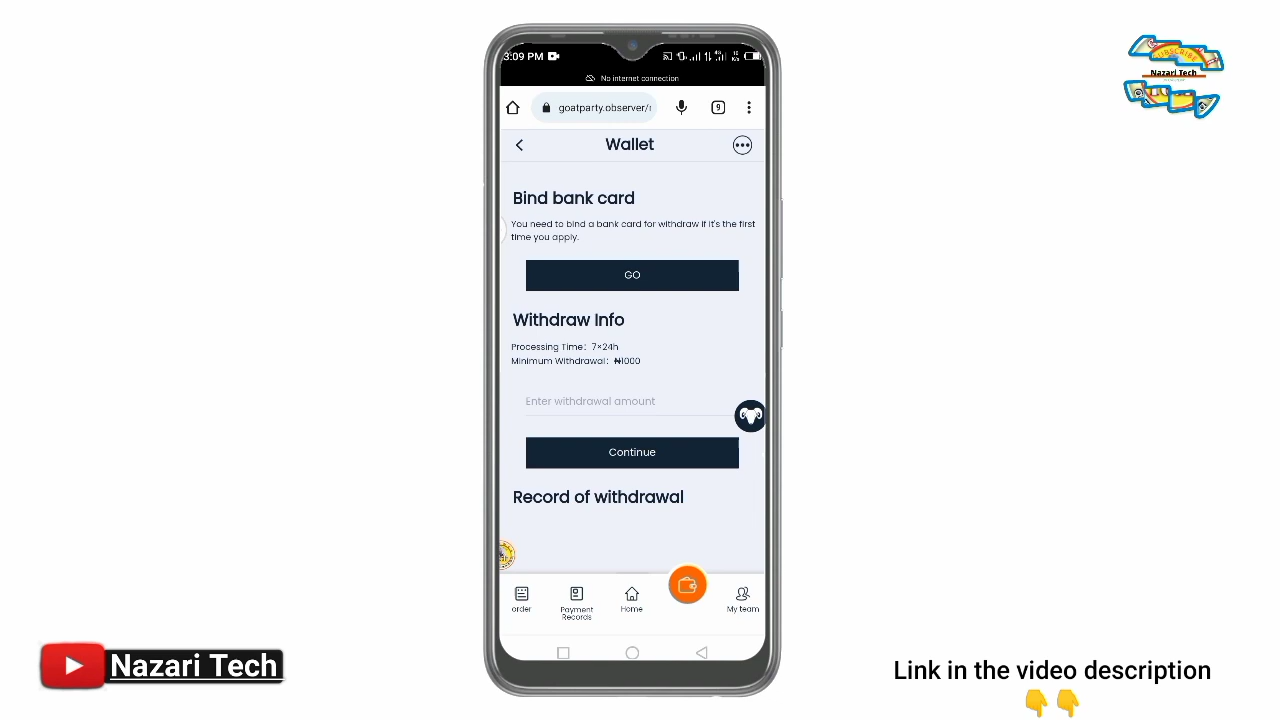 SUBSCRIBE
Nazari Tech
3:09 PM
No internet connection
goatparty.observer/r
9
Wallet
Bind bank card
You need to bind a bank card for withdraw if it's the first
time you apply.
GO
Withdraw Info
Processing Time: 7×24h
Minimum Withdrawal: ₦1000
Enter withdrawal amount
Continue
Record of withdrawal
order
Payment
Records
Home
My team
Nazari Tech
Link in the video description